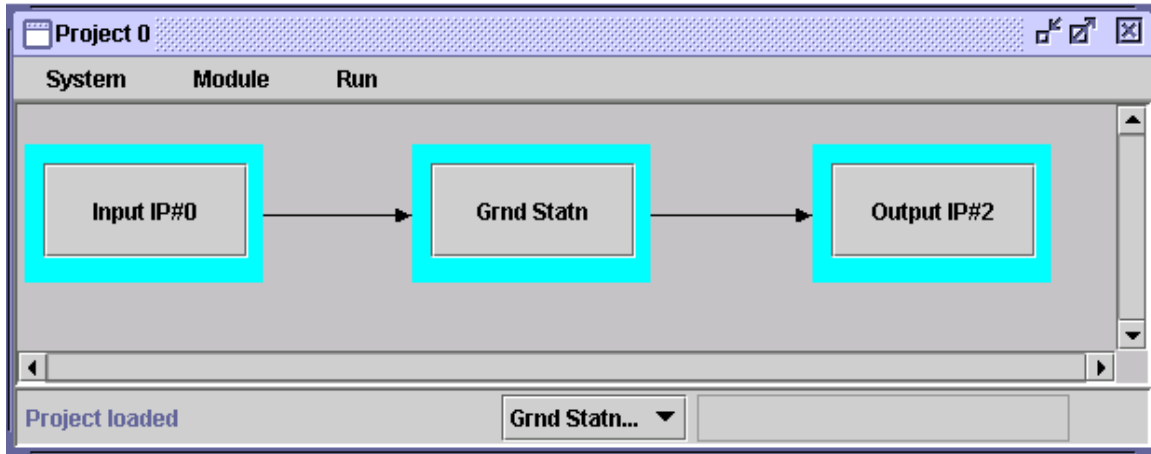 Project 0
System Module Run
Input IP#0 Grnd Statn Output IP#2
Project loaded Grnd Statn...